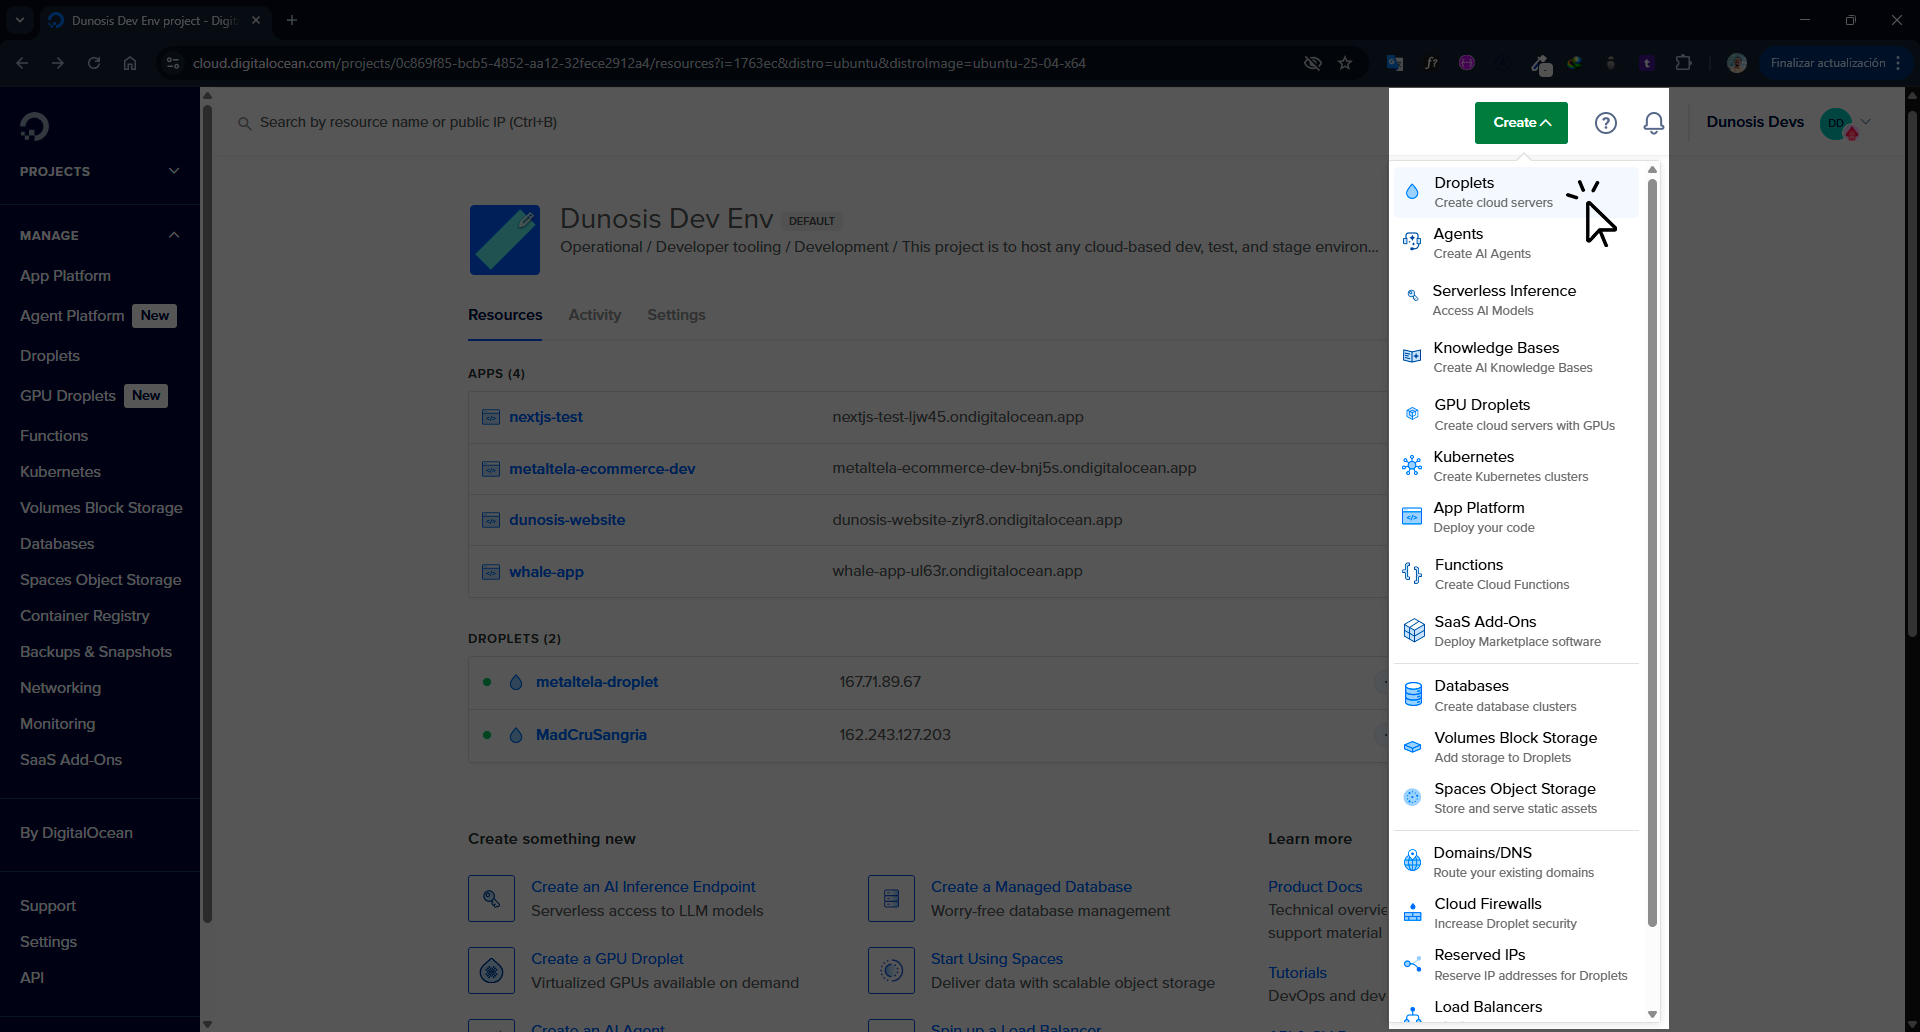 Dunosis Dev Env project - Digit
cloud.digitalocean.com/projects/0c869f85-bcb5-4852-aa12-32fece2912a4/resources?i=1763ec&distro=ubuntu&distroImage=ubuntu-25-04-x64
f?
t
Finalizar actualización
PROJECTS
MANAGE
App Platform
Agent Platform New
Droplets
GPU Droplets New
Functions
Kubernetes
Volumes Block Storage
Databases
Spaces Object Storage
Container Registry
Backups & Snapshots
Networking
Monitoring
SaaS Add-Ons
By DigitalOcean
Support
Settings
API
Search by resource name or public IP (Ctrl+B)
Create
Dunosis Devs
DD
Dunosis Dev Env DEFAULT
Operational / Developer tooling / Development / This project is to host any cloud-based dev, test, and stage environ...
Resources Activity Settings
APPS (4)
nextjs-test nextjs-test-ljw45.ondigitalocean.app
metaltela-ecommerce-dev metaltela-ecommerce-dev-bnj5s.ondigitalocean.app
dunosis-website dunosis-website-ziyr8.ondigitalocean.app
whale-app whale-app-ul63r.ondigitalocean.app
DROPLETS (2)
metaltela-droplet 167.71.89.67
MadCruSangria 162.243.127.203
Create something new
Create an AI Inference Endpoint
Serverless access to LLM models
Create a Managed Database
Worry-free database management
Create a GPU Droplet
Virtualized GPUs available on demand
Start Using Spaces
Deliver data with scalable object storage
Create an AI Agent
Spin up a Load Balancer
Learn more
Product Docs
Technical overvie
support material
Tutorials
DevOps and dev
Droplets
Create cloud servers
Agents
Create AI Agents
Serverless Inference
Access AI Models
Knowledge Bases
Create AI Knowledge Bases
GPU Droplets
Create cloud servers with GPUs
Kubernetes
Create Kubernetes clusters
App Platform
Deploy your code
Functions
Create Cloud Functions
SaaS Add-Ons
Deploy Marketplace software
Databases
Create database clusters
Volumes Block Storage
Add storage to Droplets
Spaces Object Storage
Store and serve static assets
Domains/DNS
Route your existing domains
Cloud Firewalls
Increase Droplet security
Reserved IPs
Reserve IP addresses for Droplets
Load Balancers